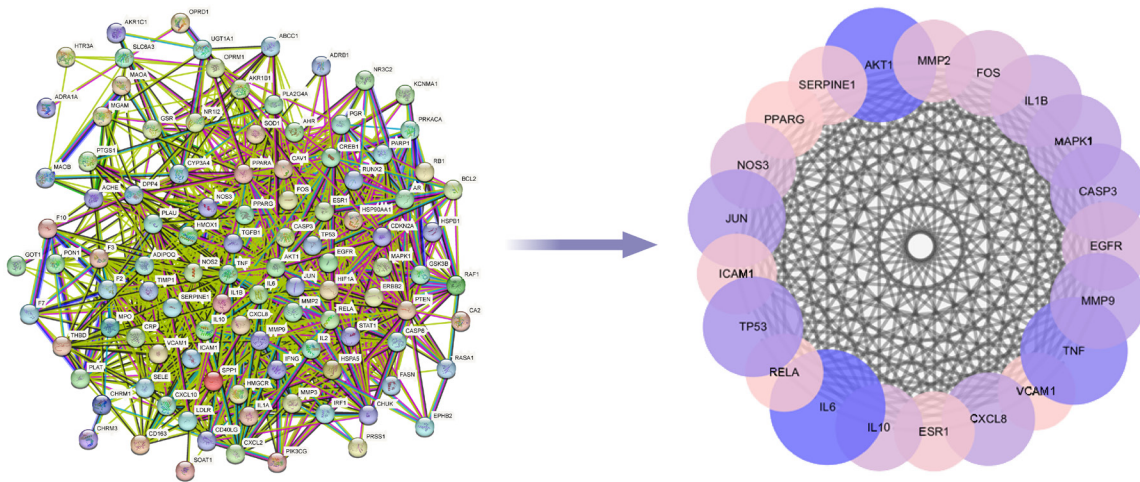 OPRD1
AKR1C1
UGT1A1
ABCC1
HTR3A
SLC6A3
OPRM1
ADRB1
MAOA
AKR1B1
NR3C2
KCNMA1
ADRA1A
MGAM
PLA2G4A
GSR
NR1I2
AHR
PGR
PRKACA
SOD1
PTGS1
CREB1
PARP1
MAOB
CYP3A4
PPARA
CAV1
RUNX2
RB1
BCL2
ACHE
DPP4
FOS
AR
NOS3
PPARG
ESR1
HSP90AA1
F10
PLAU
HMOX1
TGFB1
CASP3
TP53
CDKN2A
HSPB1
GOT1
PON1
F3
ADIPOQ
NOS2
TNF
AKT1
EGFR
MAPK1
GSK3B
F2
TIMP1
IL6
JUN
HIF1A
RAF1
F7
MPO
SERPINE1
IL1B
MMP2
ERBB2
PTEN
IL10
CXCL8
RELA
CA2
THBD
CRP
VCAM1
ICAM1
MMP9
IL2
STAT1
CASP6
PLAT
IFNG
HSPA5
RASA1
SELE
SPP1
HMGCR
FASN
CHRM1
CXCL10
MMP3
LDLR
IL1A
IRF1
CHUK
EPHB2
CHRM3
CD163
CD40LG
CXCL2
PRSS1
SOAT1
PIK3CG
AKT1
MMP2
FOS
SERPINE1
IL1B
PPARG
MAPK1
NOS3
CASP3
JUN
EGFR
ICAM1
MMP9
TP53
TNF
RELA
VCAM1
IL6
CXCL8
IL10
ESR1